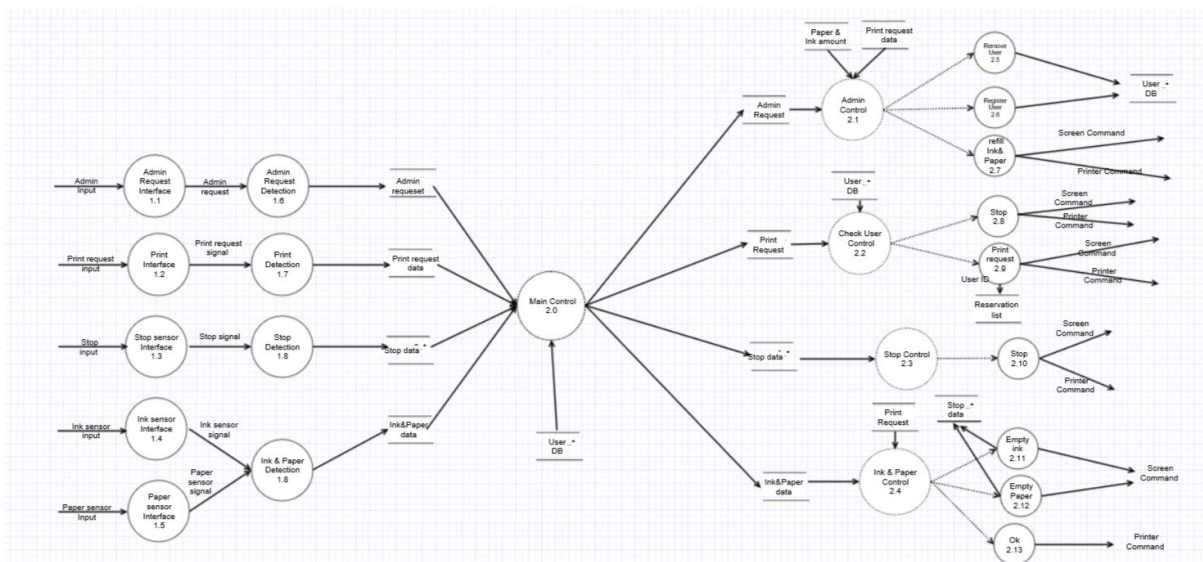 Admin
Input
Admin
Request
Interface
1.1
Admin
request
Admin
Request
Detection
1.6
Admin
requeset
Print request
input
Print
Interface
1.2
Print request
signal
Print
Detection
1.7
Print request
data
Stop
input
Stop sensor
Interface
1.3
Stop signal
Stop
Detection
1.8
Stop data
Ink sensor
input
Ink sensor
Interface
1.4
Ink sensor
signal
Paper sensor
Input
Paper
sensor
Interface
1.5
Paper
sensor
signal
Ink & Paper
Detection
1.8
Ink&Paper
data
Main Control
2.0
User
DB
Admin
Request
Paper &
Ink amount
Print request
data
Admin
Control
2.1
Remove
User
2.5
Register
User
2.6
refill
Ink&
Paper
2.7
User
DB
Screen Command
Printer Command
Print
Request
User
DB
Check User
Control
2.2
Stop
2.8
Screen
Command
Printer
Command
Print
request
2.9
Screen
Command
Printer
Command
User ID
Reservation
list
Stop data
Stop Control
2.3
Stop
2.10
Screen
Command
Printer
Command
Ink&Paper
data
Print
Request
Ink & Paper
Control
2.4
Stop
data
Empty
ink
2.11
Empty
Paper
2.12
Screen
Command
Ok
2.13
Printer
Command